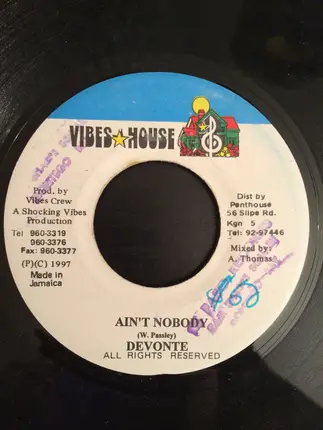 VIBES HOUSE
Prod. by
Vibes Crew
A Shocking Vibes
Production
Tel 960-3319
960-3376
Fax: 960-3377
(P)(C) 1997
Made in
Jamaica
Dist by
Penthouse
56 Slipe Rd.
Kgn 5
Tel: 92-97446
Mixed by:
A. Thomas
AIN'T NOBODY
(W. Passley)
DEVONTE
ALL RIGHTS RESERVED